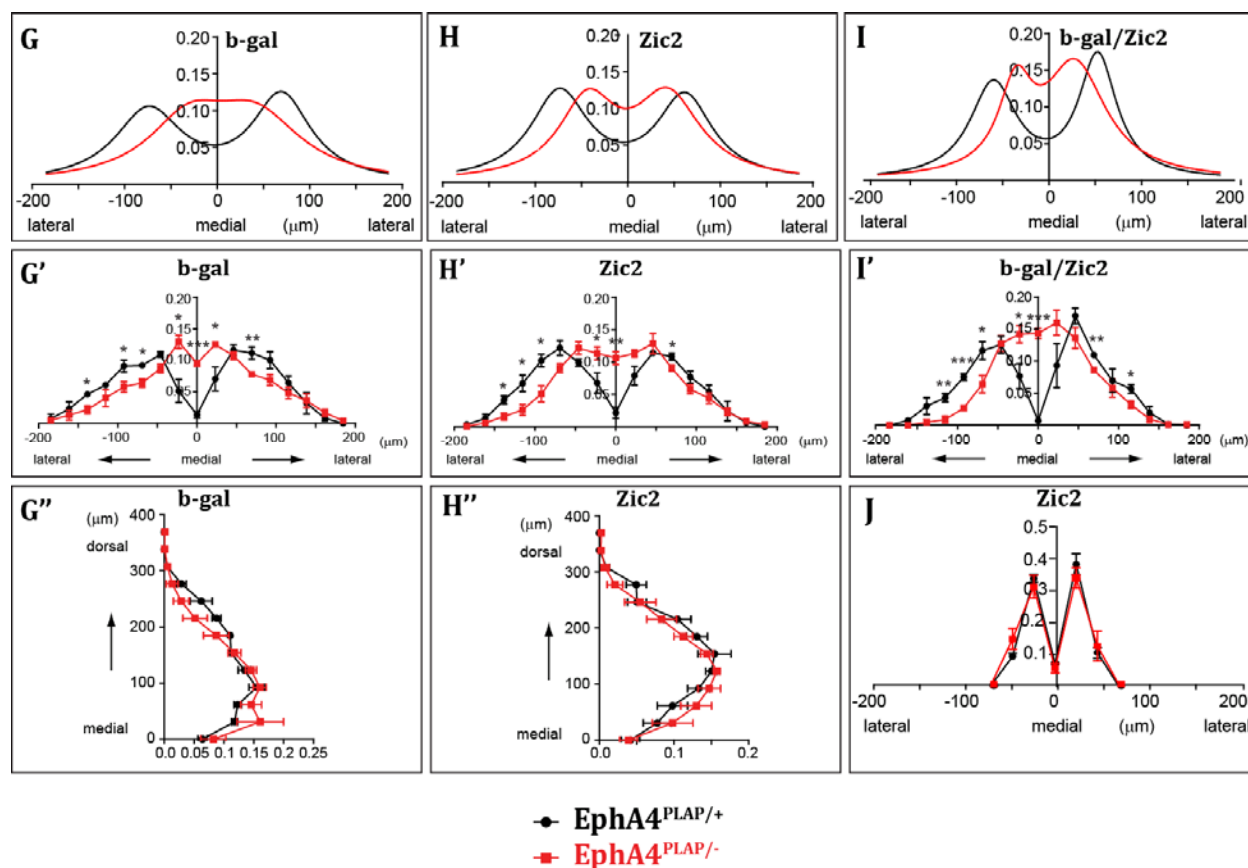 G
b-gal
0.20
0.15
0.10
0.05
-200 -100 0 100 200
lateral medial (μm) lateral
H
Zic2
0.20
0.15
0.10
0.05
-200 -100 0 100 200
lateral medial (μm) lateral
I
b-gal/Zic2
0.20
0.15
0.10
0.05
-200 -100 0 100 200
lateral medial (μm) lateral
G'
b-gal
0.20
0.15
0.10
0.05
* * * * *** * **
-200 -100 0 100 200
(μm)
lateral medial lateral
H'
Zic2
0.20
0.15
0.10
0.05
* * * * ** *
-200 -100 0 100 200
(μm)
lateral medial lateral
I'
b-gal/Zic2
0.20
0.15
0.10
0.05
** *** * * *** ** *
-200 -100 0 100 200
(μm)
lateral medial lateral
G''
b-gal
400
(μm)
dorsal
300
200
100
medial
0
0.0 0.05 0.1 0.15 0.2 0.25
H''
Zic2
400
(μm)
dorsal
300
200
100
medial
0
0.0 0.1 0.2
J
Zic2
0.5
0.4
0.3
0.2
0.1
-200 -100 0 100 200
lateral medial (μm) lateral
EphA4PLAP/+
EphA4PLAP/-